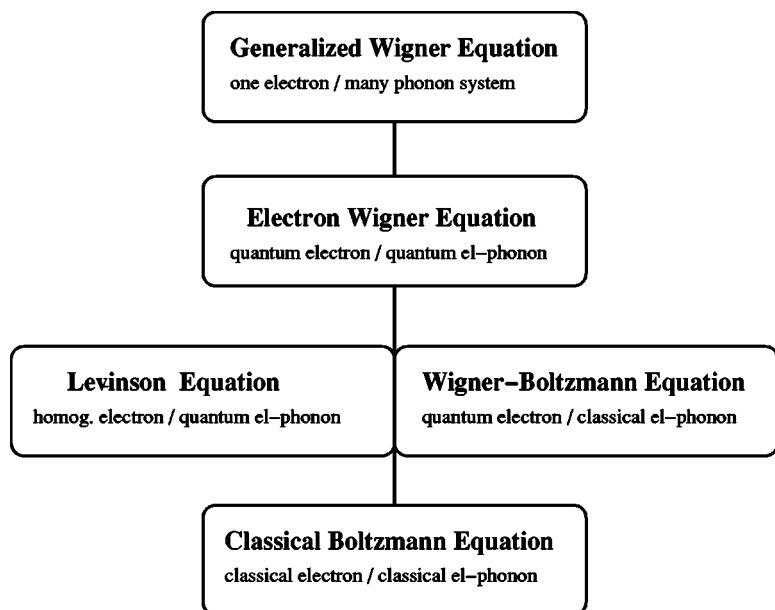 Generalized Wigner Equation
one electron / many phonon system
Electron Wigner Equation
quantum electron / quantum el−phonon
Levinson Equation
homog. electron / quantum el−phonon
Wigner−Boltzmann Equation
quantum electron / classical el−phonon
Classical Boltzmann Equation
classical electron / classical el−phonon